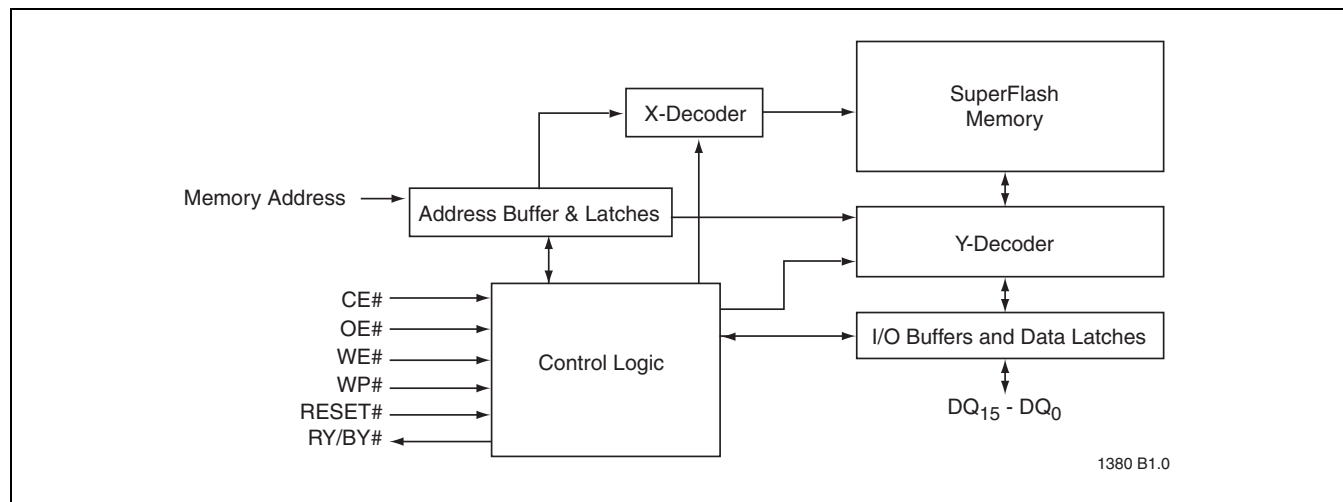 SuperFlash
Memory
X-Decoder
Memory Address
Address Buffer & Latches
Y-Decoder
CE#
OE#
WE#
WP#
RESET#
RY/BY#
Control Logic
I/O Buffers and Data Latches
DQ15 - DQ0
1380 B1.0